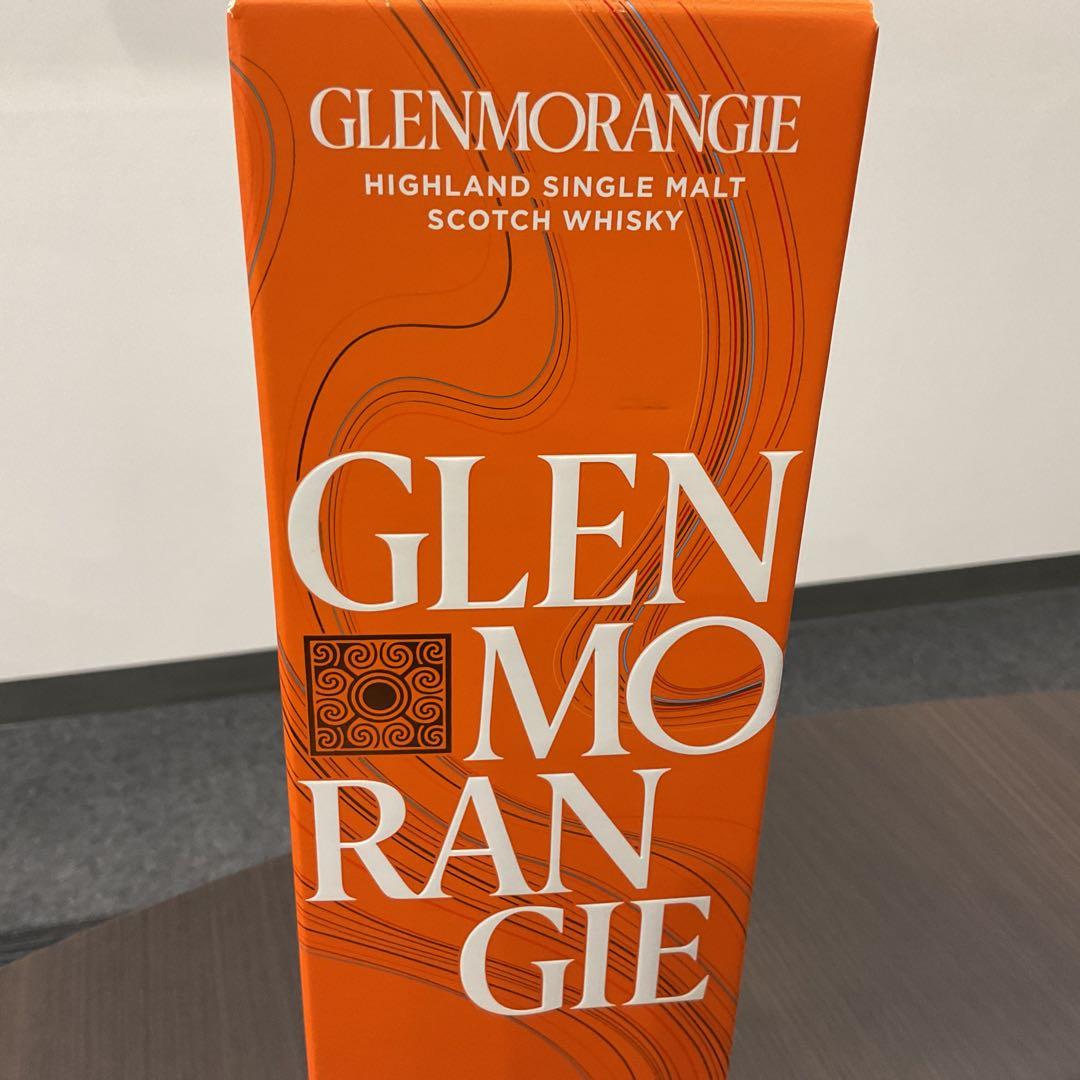 GLENMORANGIE
HIGHLAND SINGLE MALT
SCOTCH WHISKY
GLEN
MO
RAN
GIE